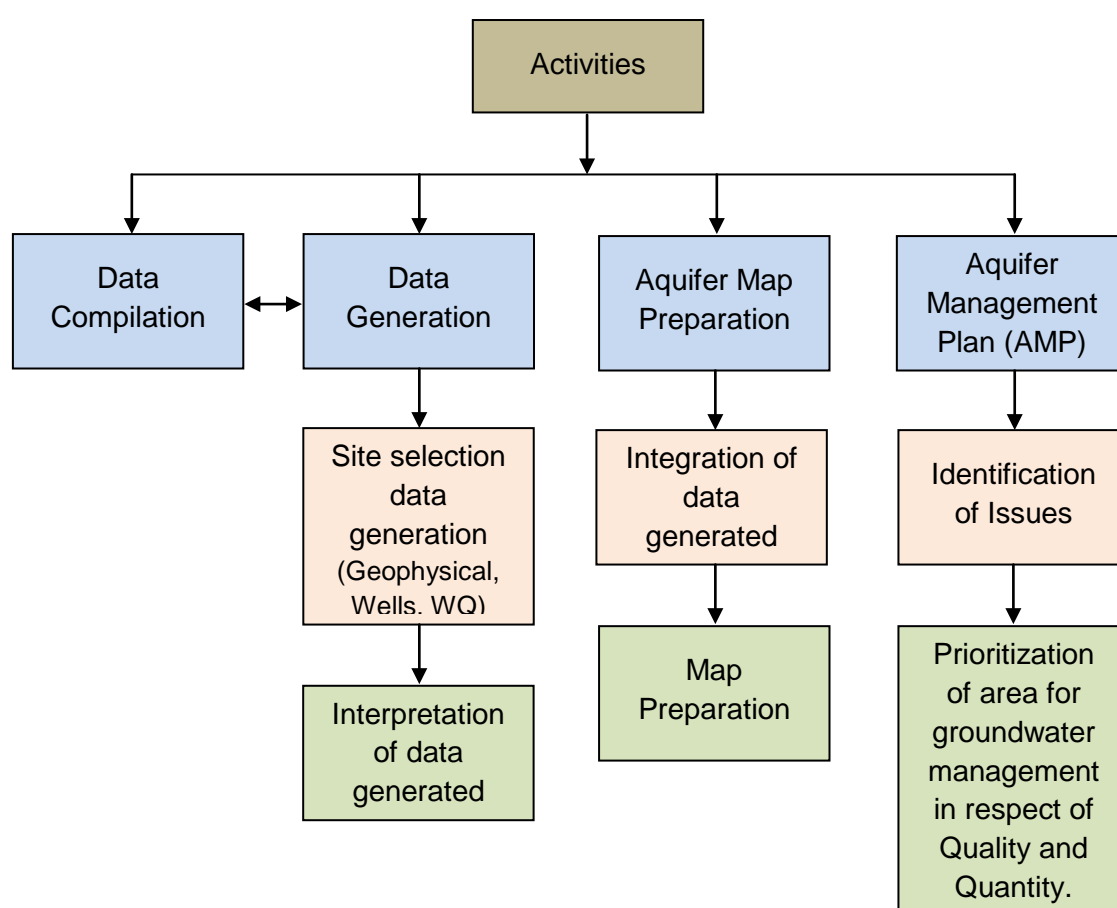 Activities
Data
Compilation
Data
Generation
Aquifer Map
Preparation
Aquifer
Management
Plan (AMP)
Site selection
data
generation
(Geophysical,
Wells, WQ)
Integration of
data
generated
Identification
of Issues
Interpretation
of data
generated
Map
Preparation
Prioritization
of area for
groundwater
management
in respect of
Quality and
Quantity.